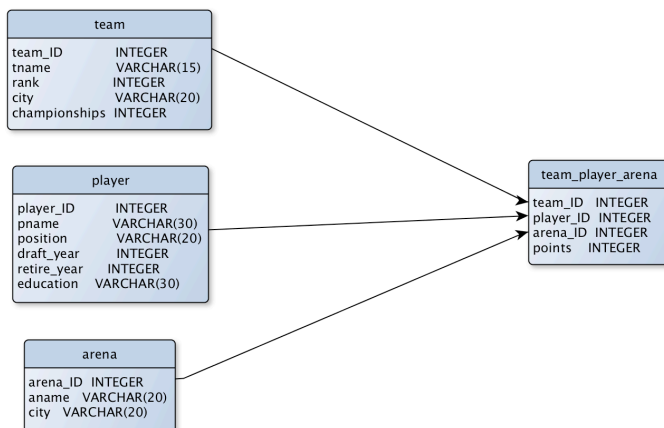 team
team_ID INTEGER
tname VARCHAR(15)
rank INTEGER
city VARCHAR(20)
championships INTEGER
player
player_ID INTEGER
pname VARCHAR(30)
position VARCHAR(20)
draft_year INTEGER
retire_year INTEGER
education VARCHAR(30)
arena
arena_ID INTEGER
aname VARCHAR(20)
city VARCHAR(20)
team_player_arena
team_ID INTEGER
player_ID INTEGER
arena_ID INTEGER
points INTEGER